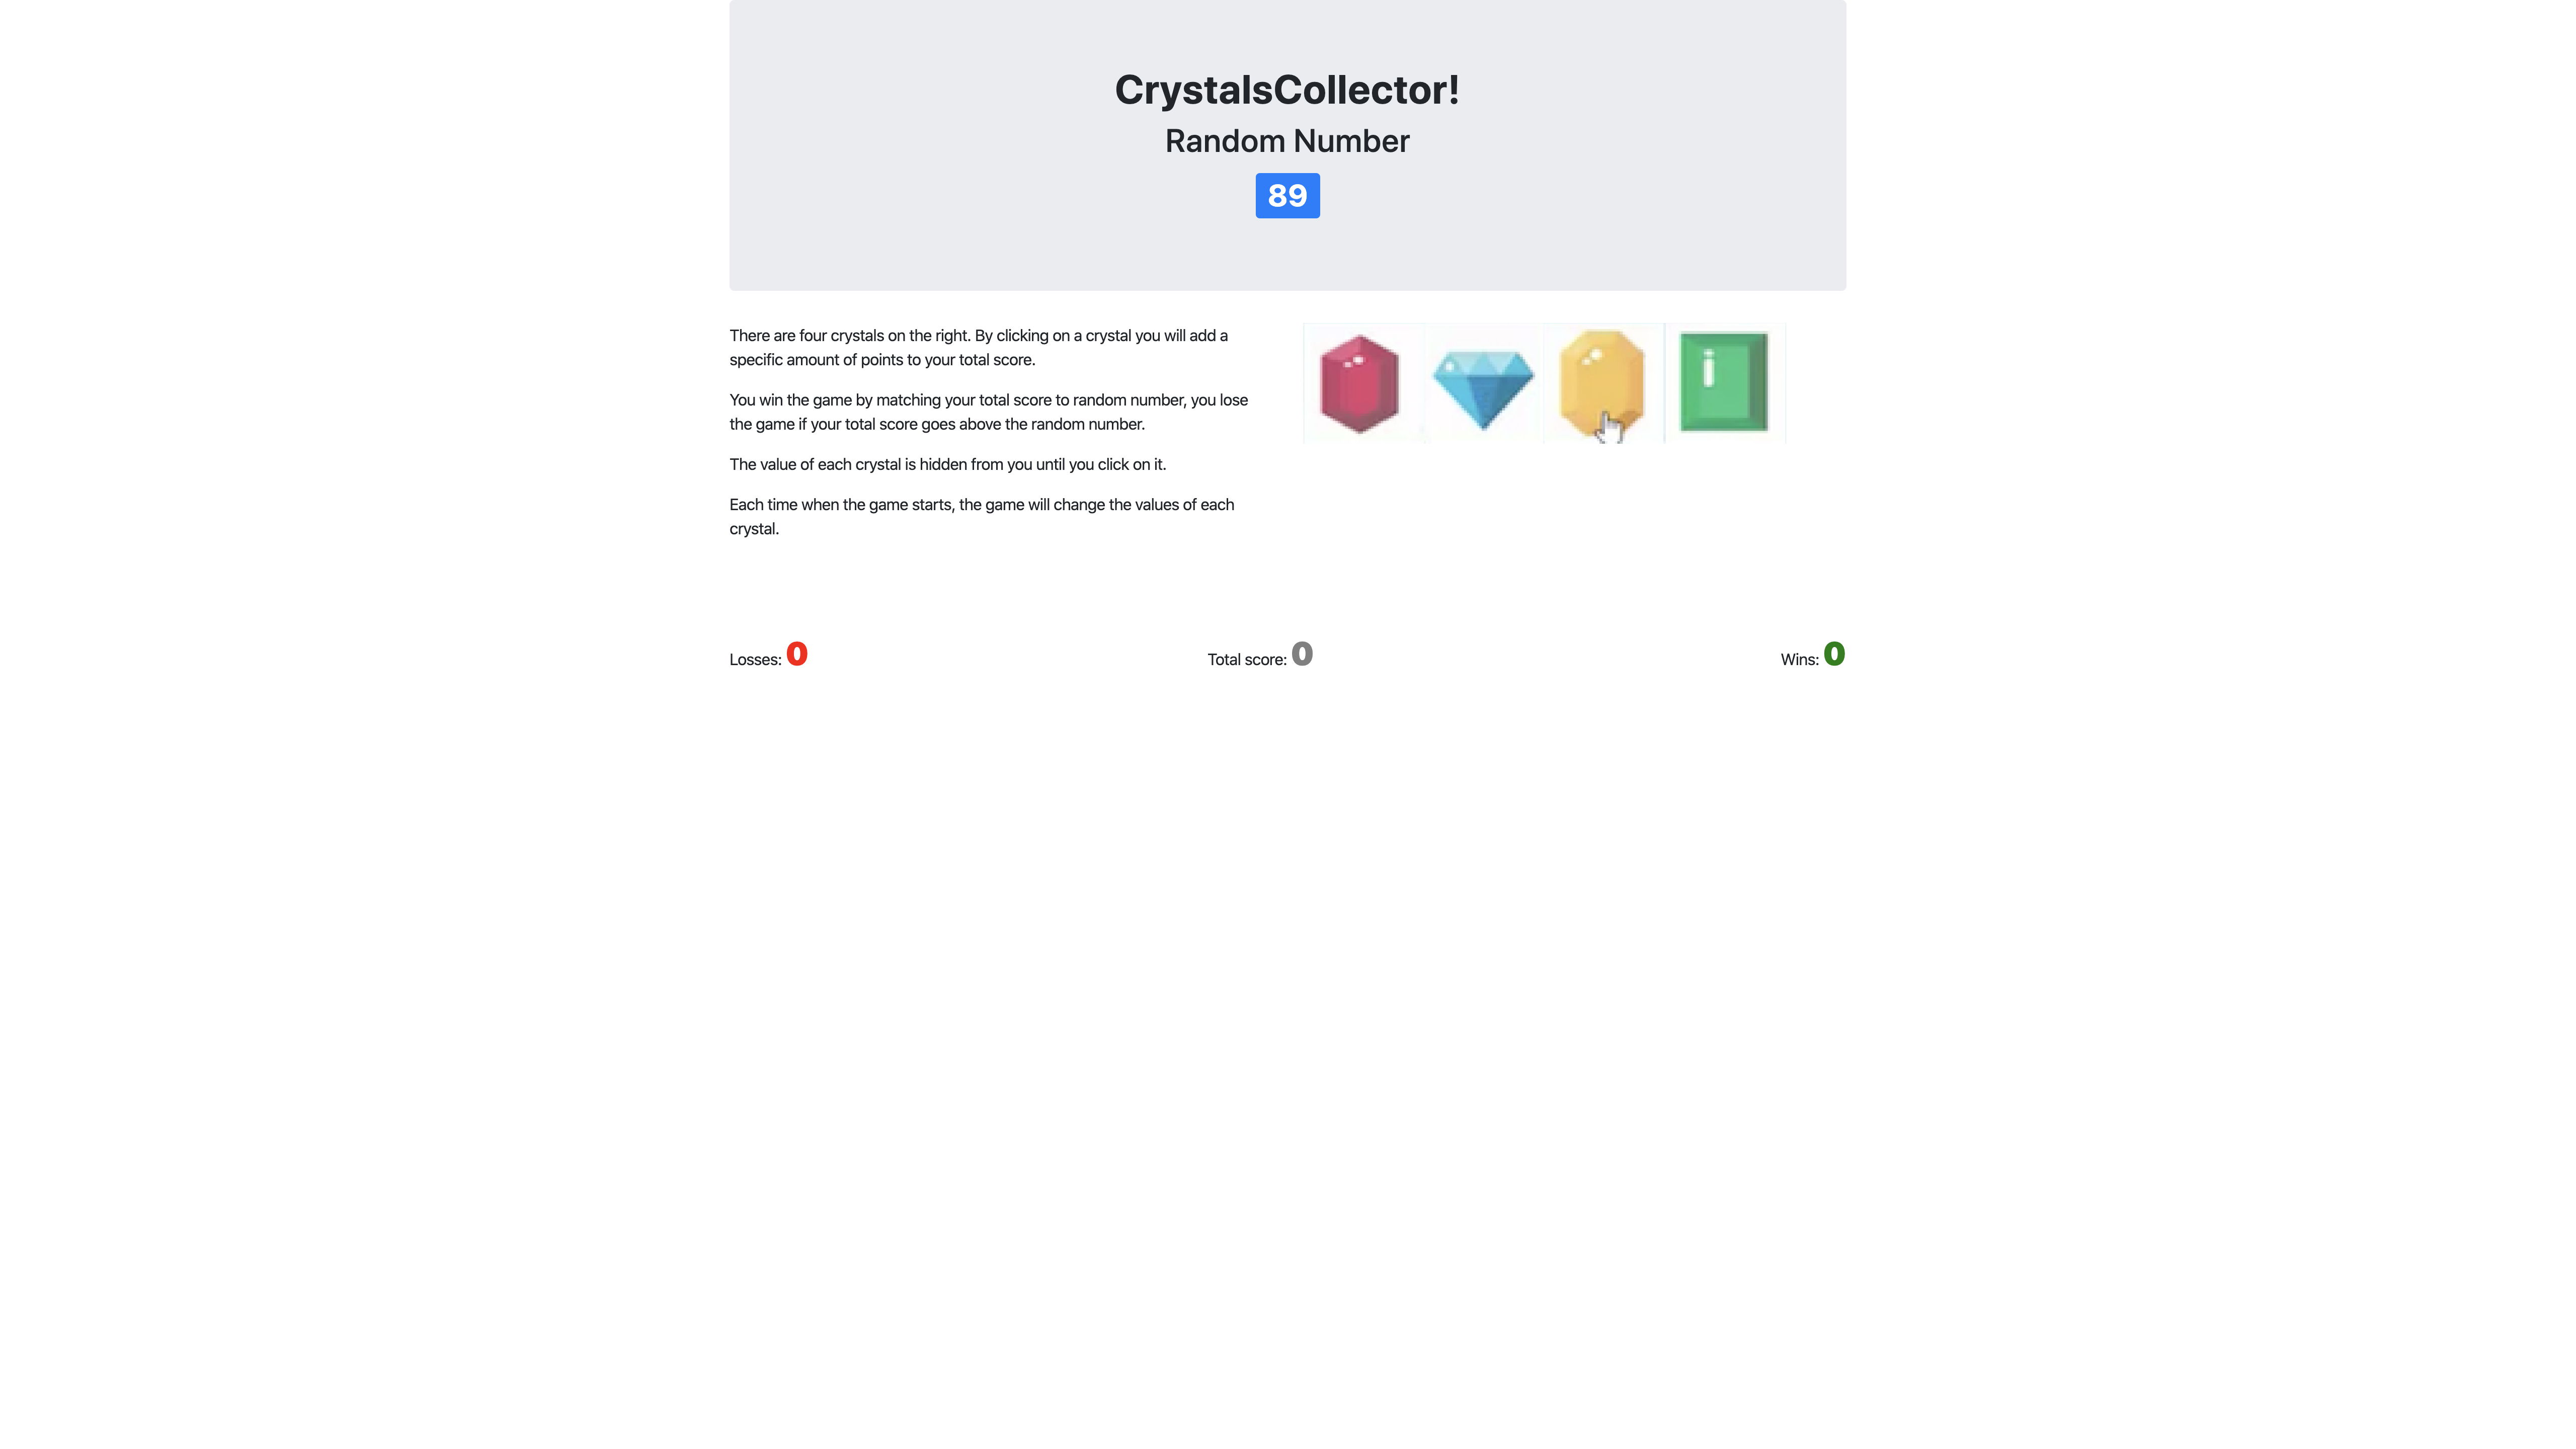 CrystalsCollector!
Random Number
89
There are four crystals on the right. By clicking on a crystal you will add a
specific amount of points to your total score.
You win the game by matching your total score to random number, you lose
the game if your total score goes above the random number.
The value of each crystal is hidden from you until you click on it.
Each time when the game starts, the game will change the values of each
crystal.
Losses: 0
Total score: 0
Wins: 0